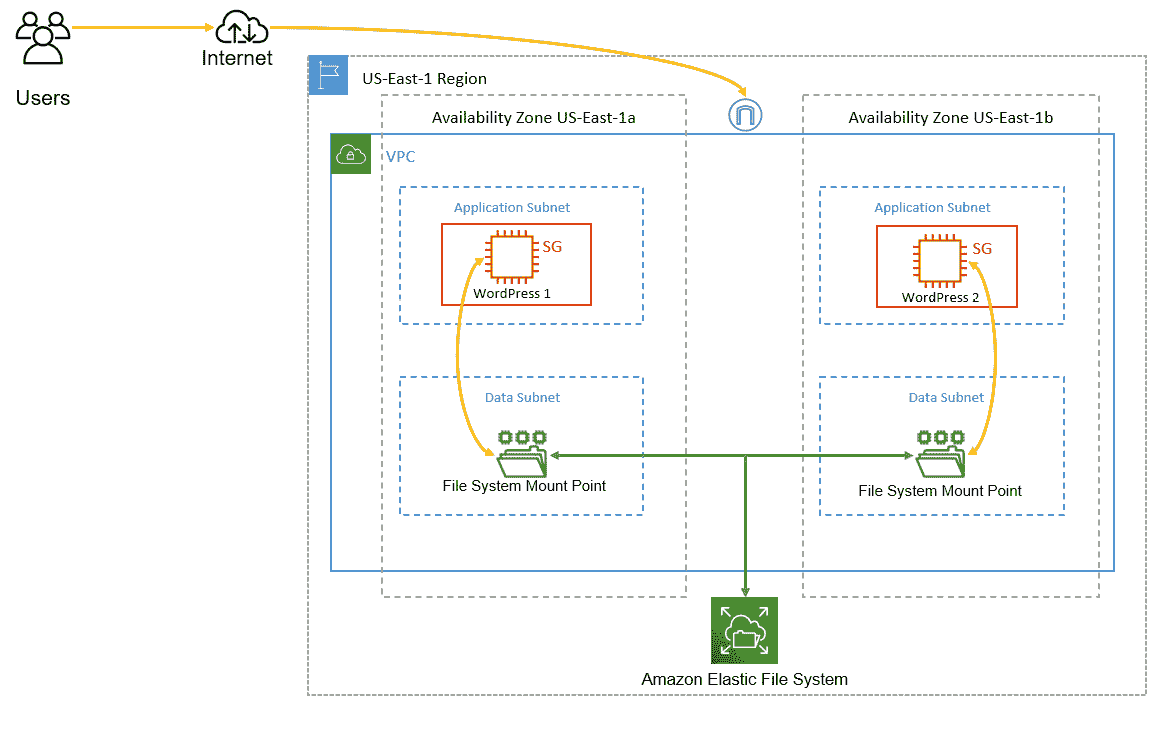 Users
Internet
US-East-1 Region
Availability Zone US-East-1a
Availability Zone US-East-1b
VPC
Application Subnet
SG
WordPress 1
Application Subnet
SG
WordPress 2
Data Subnet
File System Mount Point
Data Subnet
File System Mount Point
Amazon Elastic File System